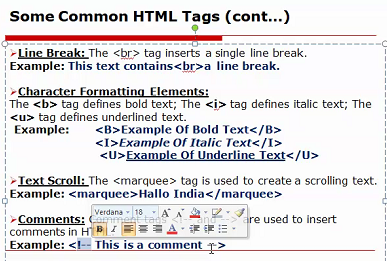 Some Common HTML Tags (cont...)
➢Line Break: The <br> tag inserts a single line break.
Example: This text contains<br>a line break.
➢Character Formatting Elements:
The <b> tag defines bold text; The <i> tag defines italic text; The
<u> tag defines underlined text.
Example: <B>Example Of Bold Text</B>
<I>Example Of Italic Text</I>
<U>Example Of Underline Text</U>
➢Text Scroll: The <marquee> tag is used to create a scrolling text.
Example: <marquee>Hallo India</marquee>
Verdana 18
➢Comments: Comment tags <!-- and --> are used to insert
comments in HT
Example: <!-- This is a comment -->